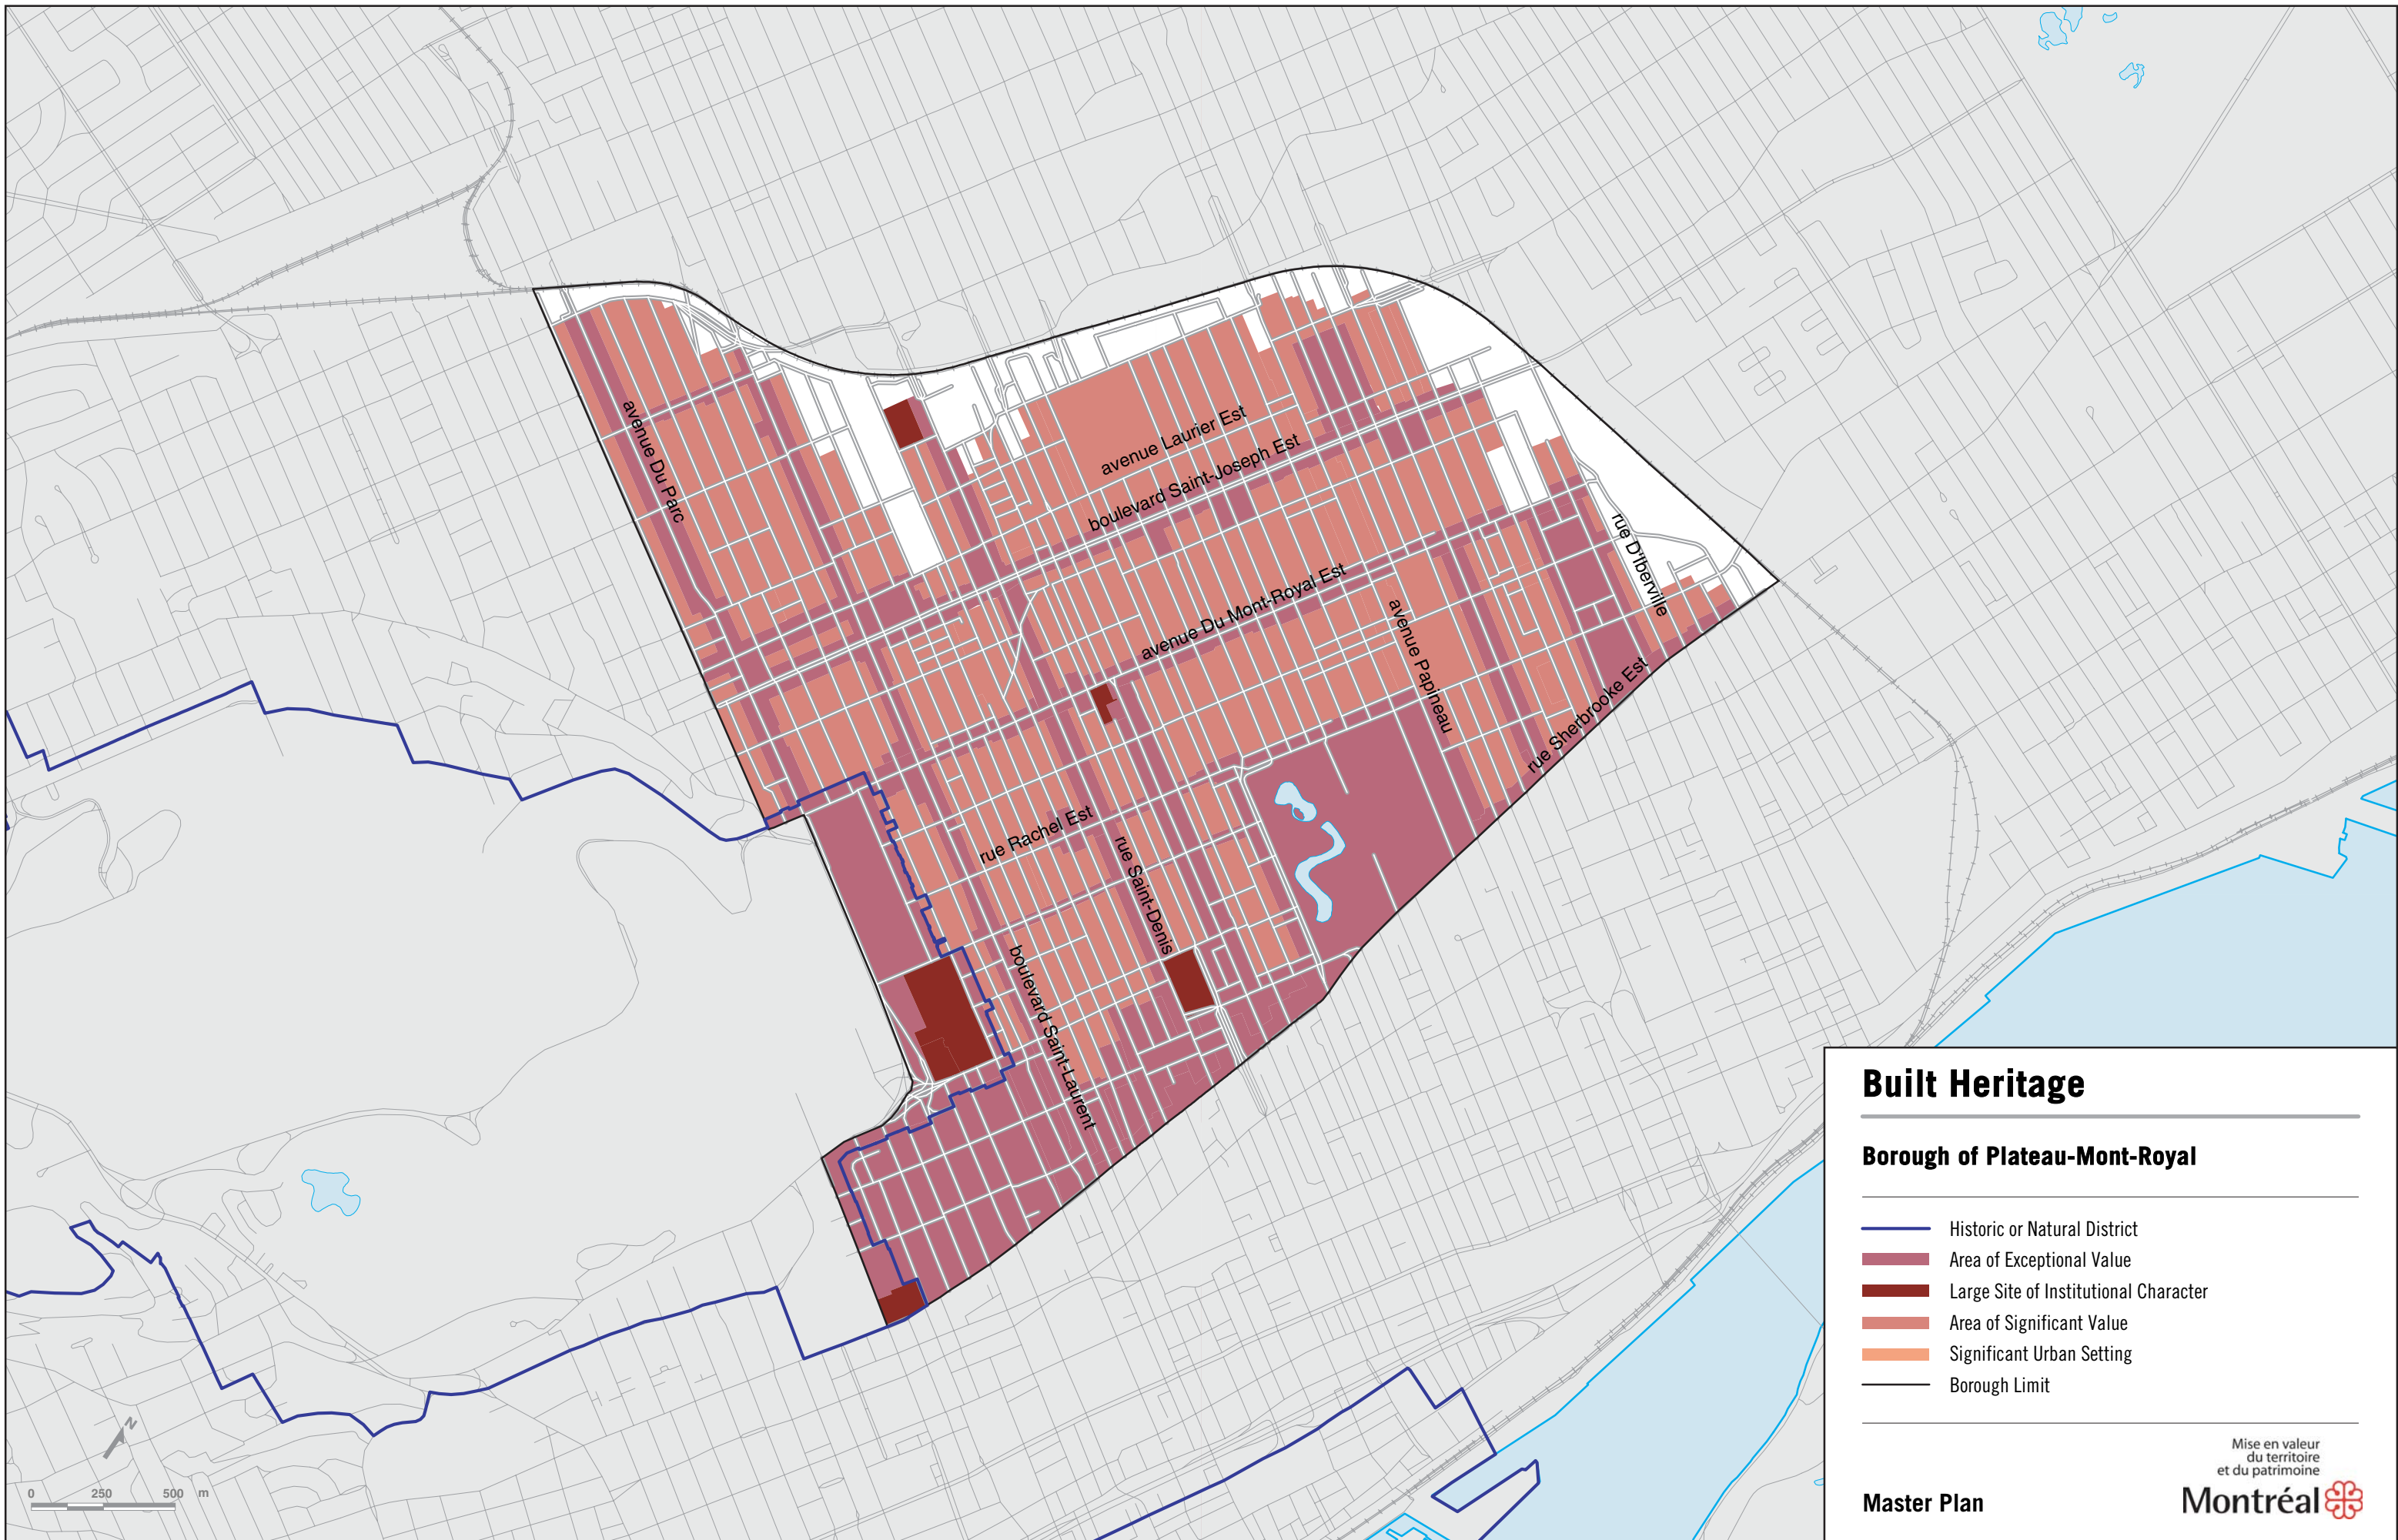 avenue Du Parc
avenue Laurier Est
boulevard Saint-Joseph Est
avenue Du Mont-Royal Est
rue D'Iberville
avenue Papineau
rue Sherbrooke Est
rue Rachel Est
rue Saint-Denis
boulevard Saint-Laurent
N
0 250 500 m
Built Heritage
Borough of Plateau-Mont-Royal
Historic or Natural District
Area of Exceptional Value
Large Site of Institutional Character
Area of Significant Value
Significant Urban Setting
Borough Limit
Mise en valeur
du territoire
et du patrimoine
Master Plan
Montréal